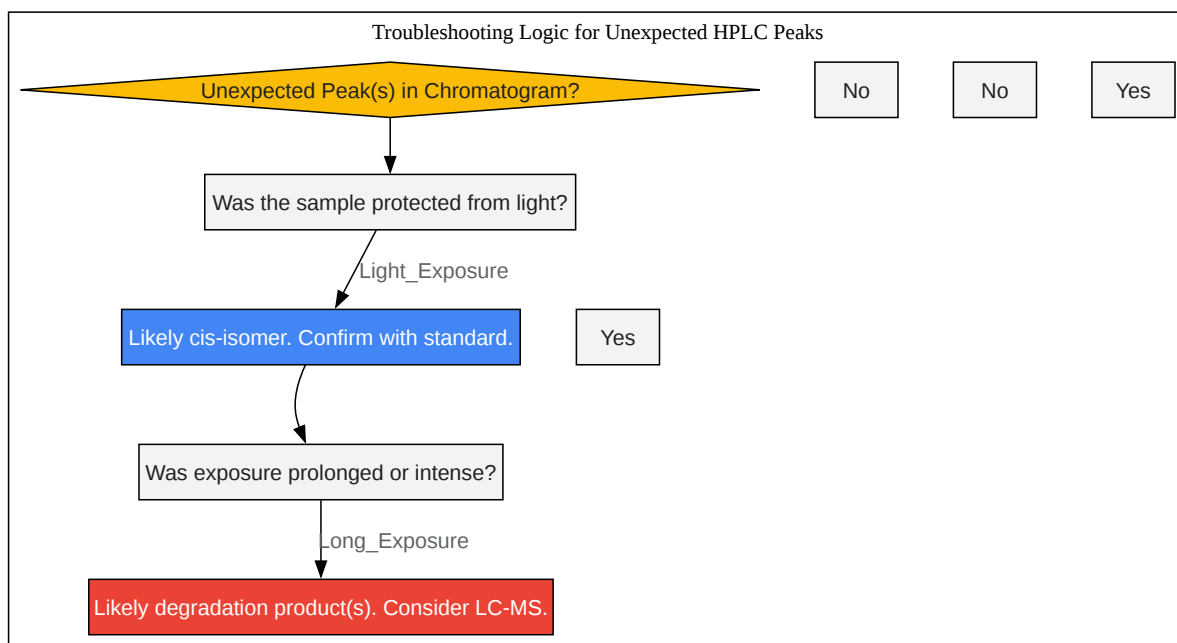 Troubleshooting Logic for Unexpected HPLC Peaks
Unexpected Peak(s) in Chromatogram?
No
No
Yes
Was the sample protected from light?
Light_Exposure
Likely cis-isomer. Confirm with standard.
Yes
Was exposure prolonged or intense?
Long_Exposure
Likely degradation product(s). Consider LC-MS.